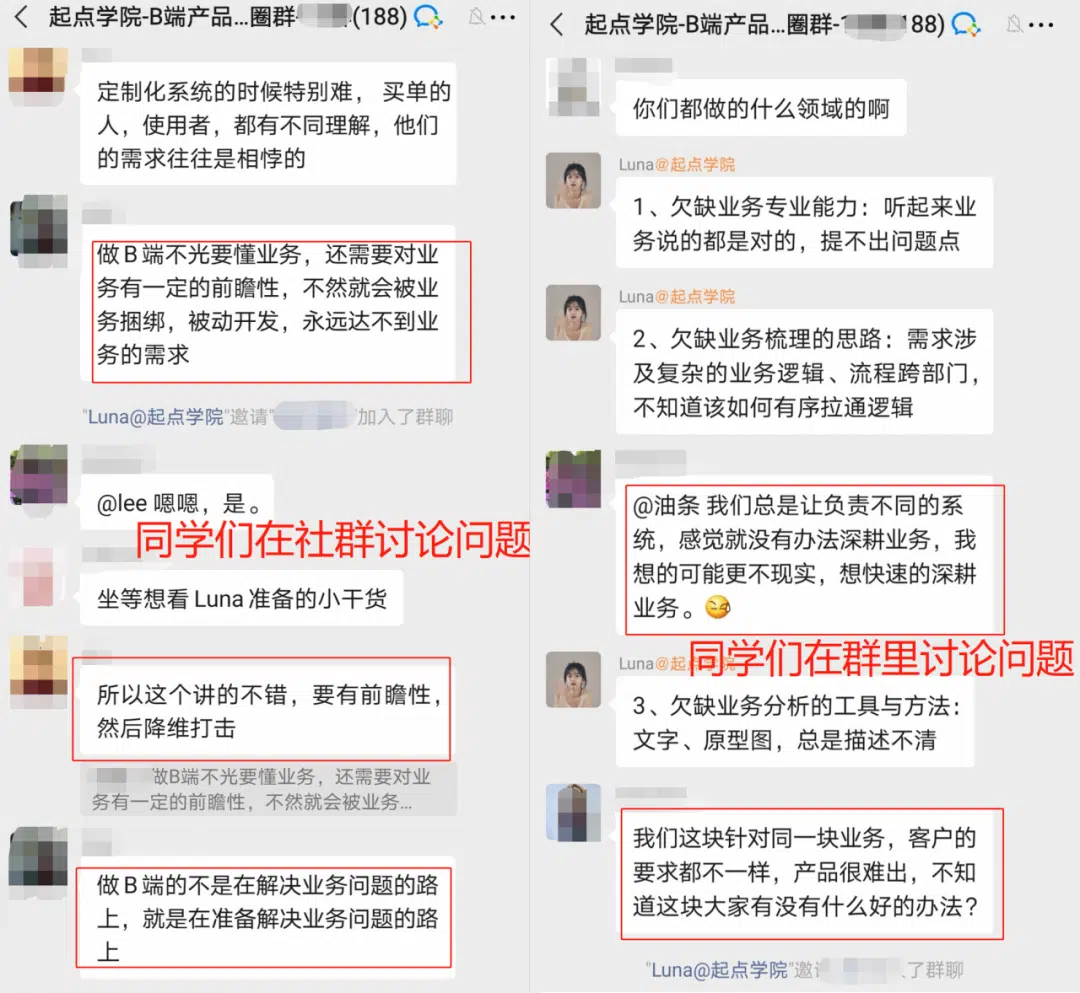 起点学院-B端产品...圈群-
(188)
定制化系统的时候特别难， 买单的
人，使用者，都有不同理解，他们
的需求往往是相悖的
做B端不光要懂业务，还需要对业
务有一定的前瞻性，不然就会被业
务捆绑，被动开发，永远达不到业
务的需求
"Luna@起点学院"邀请"
加入了群聊
@lee 嗯嗯，是。
同学们在社群讨论问题
坐等想看 Luna 准备的小干货
所以这个讲的不错，要有前瞻性，
然后降维打击
做B端不光要懂业务，还需要对业
务有一定的前瞻性，不然就会被业务...
做B端的不是在解决业务问题的路
上，就是在准备解决业务问题的路
上
起点学院-B端产品...圈群-
88)
你们都做的什么领域的啊
Luna@起点学院
1、欠缺业务专业能力：听起来业
务说的都是对的，提不出问题点
Luna@起点学院
2、欠缺业务梳理的思路：需求涉
及复杂的业务逻辑、流程跨部门，
不知道该如何有序拉通逻辑
@油条 我们总是让负责不同的系
统，感觉就没有办法深耕业务，我
想的可能更不现实，想快速的深耕
业务。
同学们在群里讨论问题
Luna@起点学院
3、欠缺业务分析的工具与方法：
文字、原型图，总是描述不清
我们这块针对同一块业务，客户的
要求都不一样，产品很难出，不知
道这块大家有没有什么好的办法？
"Luna@起点学院"邀
了群聊